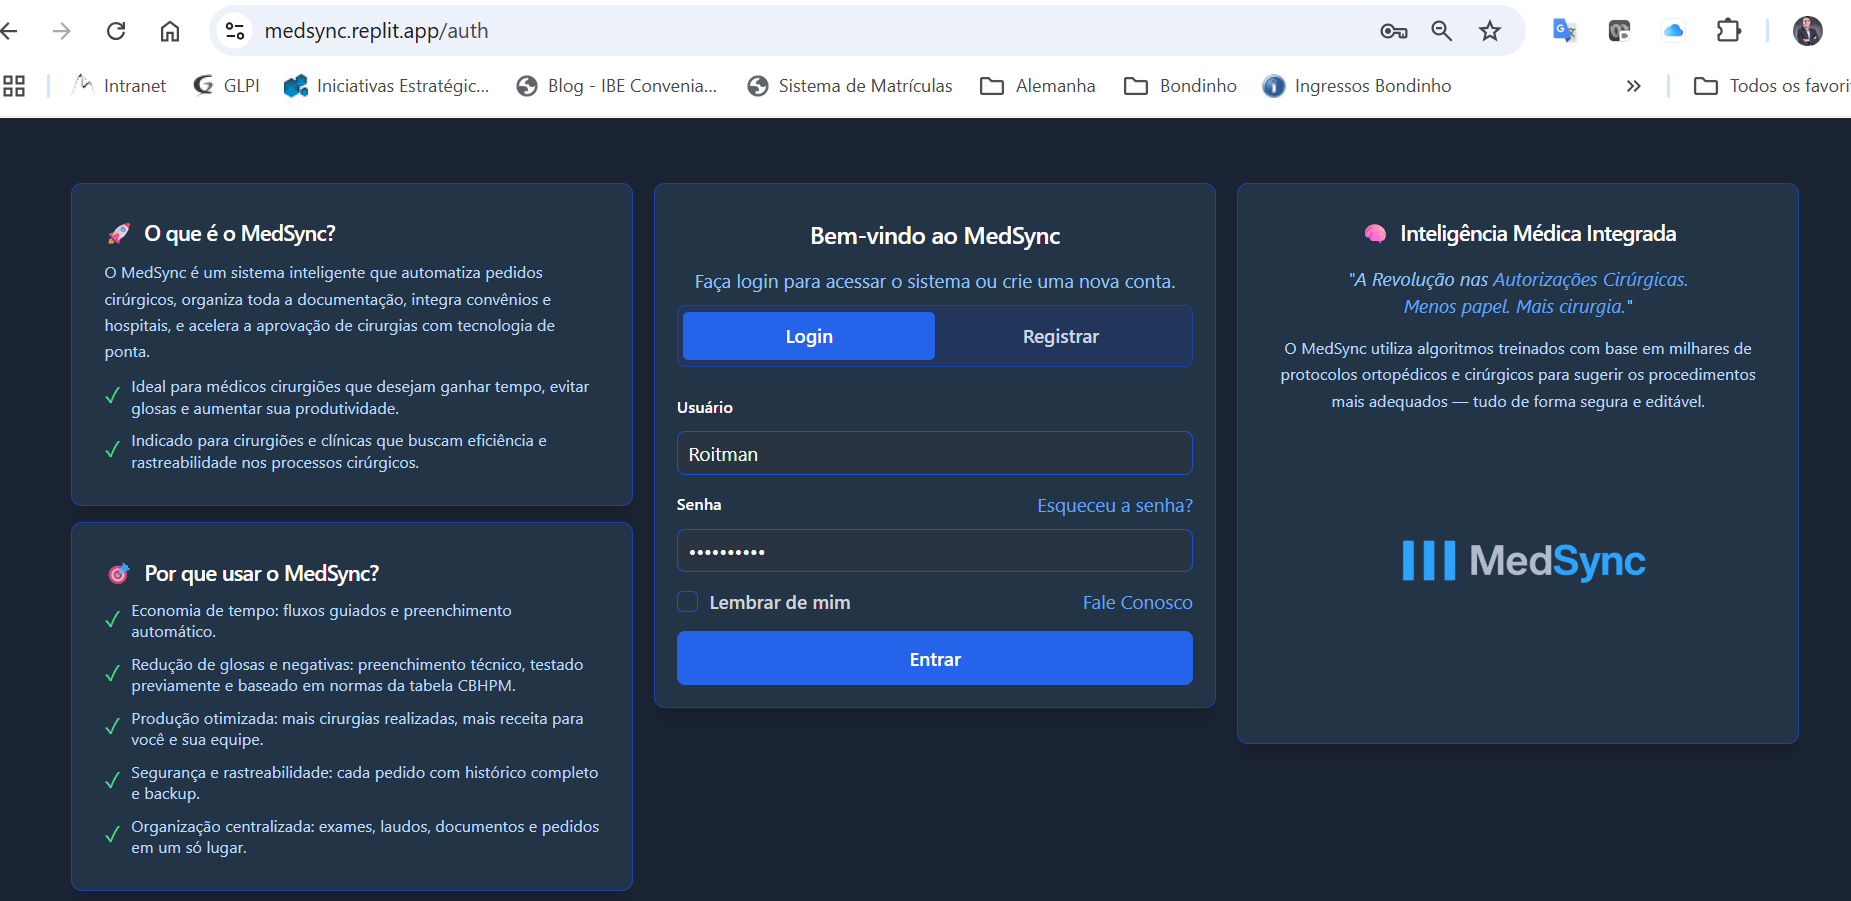 medsync.replit.app/auth
Intranet
GLPI
Iniciativas Estratégic...
Blog - IBE Convenia...
Sistema de Matrículas
Alemanha
Bondinho
Ingressos Bondinho
»
Todos os favori
O que é o MedSync?
O MedSync é um sistema inteligente que automatiza pedidos
cirúrgicos, organiza toda a documentação, integra convênios e
hospitais, e acelera a aprovação de cirurgias com tecnologia de
ponta.
✓ Ideal para médicos cirurgiões que desejam ganhar tempo, evitar
glosas e aumentar sua produtividade.
✓ Indicado para cirurgiões e clínicas que buscam eficiência e
rastreabilidade nos processos cirúrgicos.
Por que usar o MedSync?
✓ Economia de tempo: fluxos guiados e preenchimento
automático.
✓ Redução de glosas e negativas: preenchimento técnico, testado
previamente e baseado em normas da tabela CBHPM.
✓ Produção otimizada: mais cirurgias realizadas, mais receita para
você e sua equipe.
✓ Segurança e rastreabilidade: cada pedido com histórico completo
e backup.
✓ Organização centralizada: exames, laudos, documentos e pedidos
em um só lugar.
Bem-vindo ao MedSync
Faça login para acessar o sistema ou crie uma nova conta.
Login
Registrar
Usuário
Roitman
Senha
Esqueceu a senha?
••••••••••
Lembrar de mim
Fale Conosco
Entrar
Inteligência Médica Integrada
"A Revolução nas Autorizações Cirúrgicas.
Menos papel. Mais cirurgia."
O MedSync utiliza algoritmos treinados com base em milhares de
protocolos ortopédicos e cirúrgicos para sugerir os procedimentos
mais adequados — tudo de forma segura e editável.
MedSync